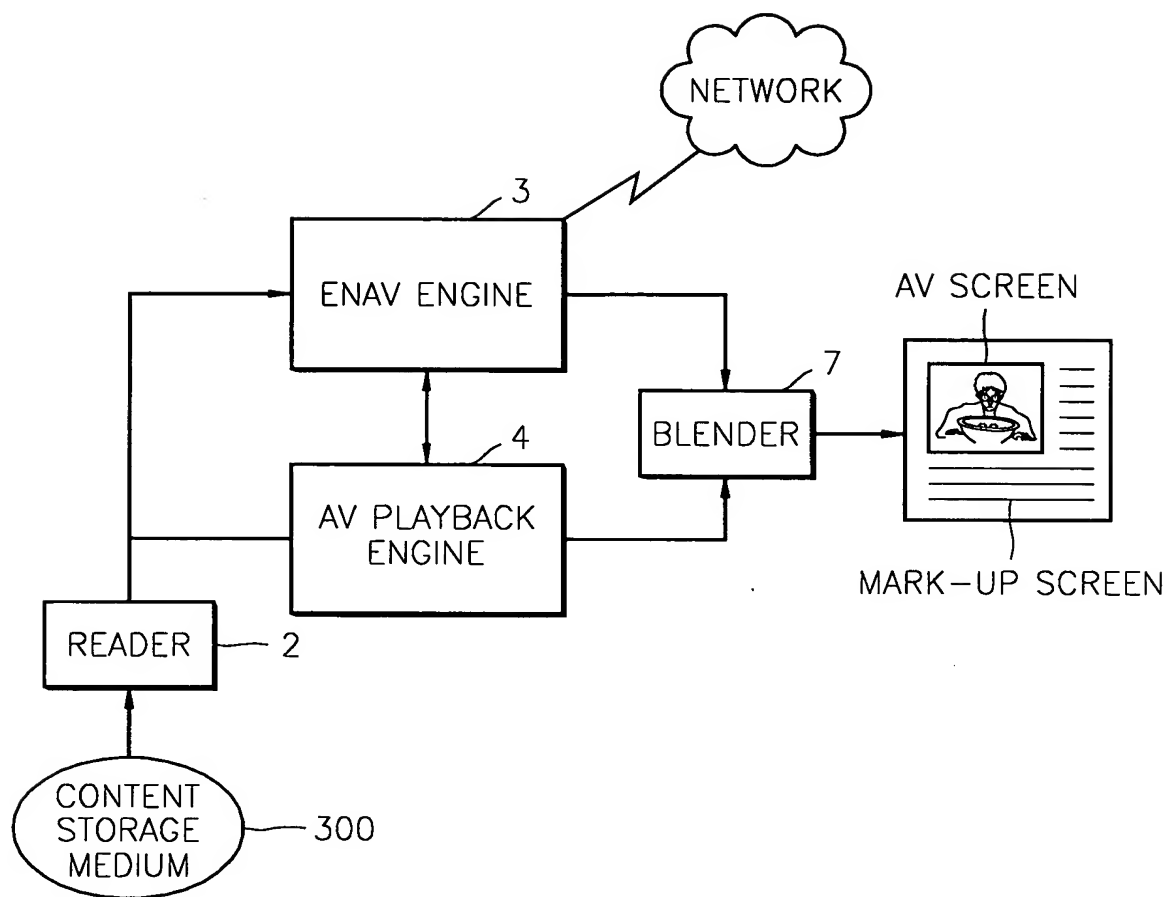 NETWORK
3
ENAV ENGINE
AV SCREEN
7
BLENDER
4
AV PLAYBACK
ENGINE
MARK-UP SCREEN
READER
2
CONTENT
STORAGE
MEDIUM
300